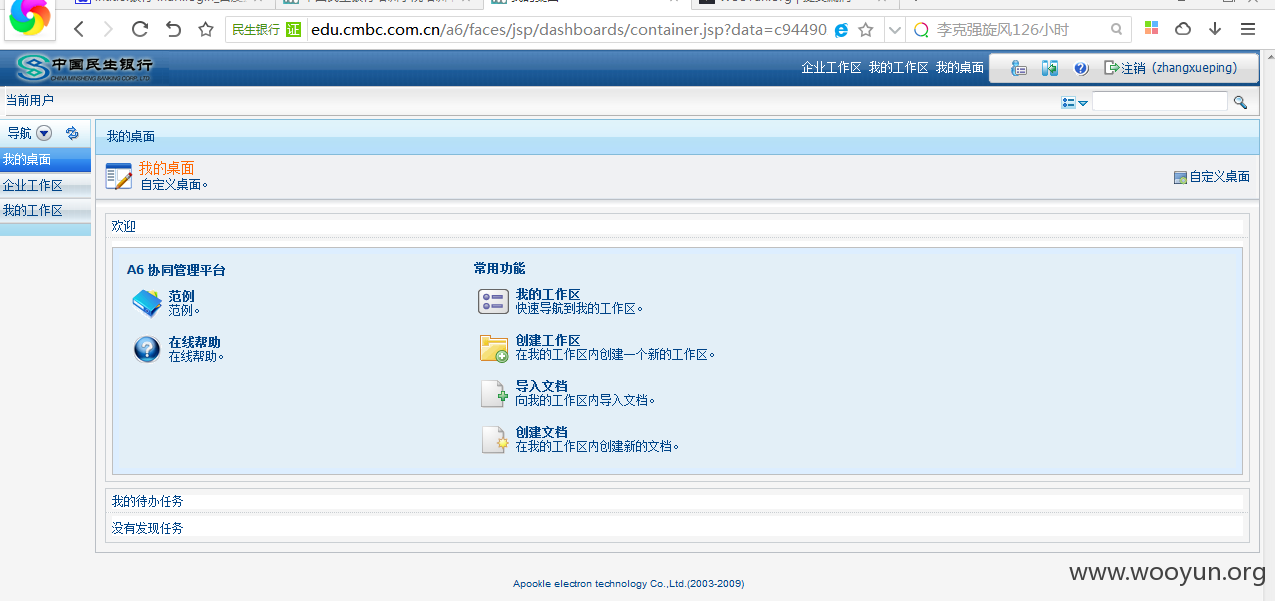 我的桌面
民生银行 证 edu.cmbc.com.cn/a6/faces/jsp/dashboards/container.jsp?data=c94490 李克强旋风126小时
中国民生银行
CHINA MINSHENG BANKING CORP.,LTD.
企业工作区 我的工作区 我的桌面 注销 (zhangxueping)
当前用户
导航
我的桌面
企业工作区
我的工作区
我的桌面
我的桌面
自定义桌面。
自定义桌面
欢迎
A6 协同管理平台
范例
范例。
在线帮助
在线帮助。
常用功能
我的工作区
快速导航到我的工作区。
创建工作区
在我的工作区内创建一个新的工作区。
导入文档
向我的工作区内导入文档。
创建文档
在我的工作区内创建新的文档。
我的待办任务
没有发现任务
Apookle electron technology Co.,Ltd.(2003-2009)
www.wooyun.org